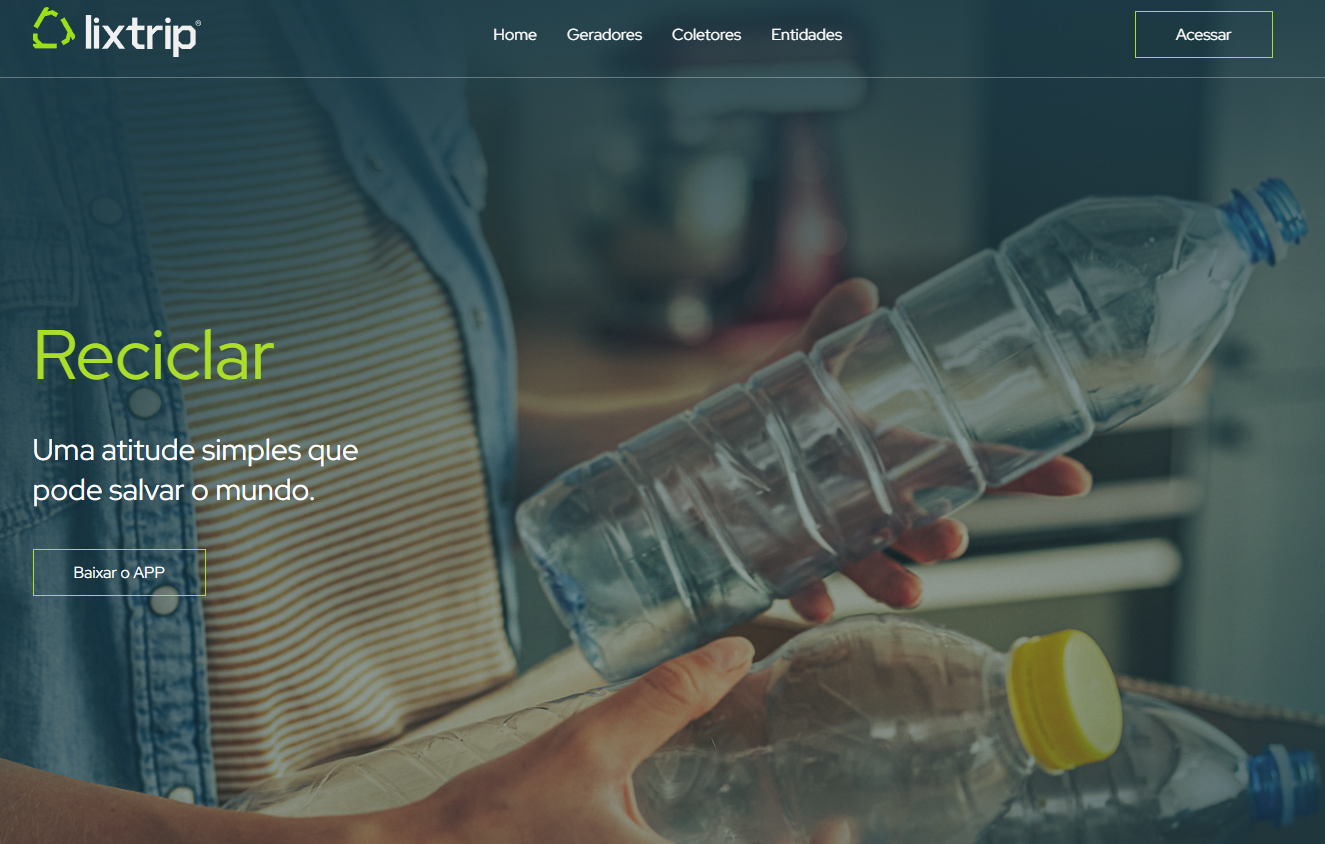 lixtrip®
Home Geradores Coletores Entidades
Acessar
Reciclar
Uma atitude simples que
pode salvar o mundo.
Baixar o APP